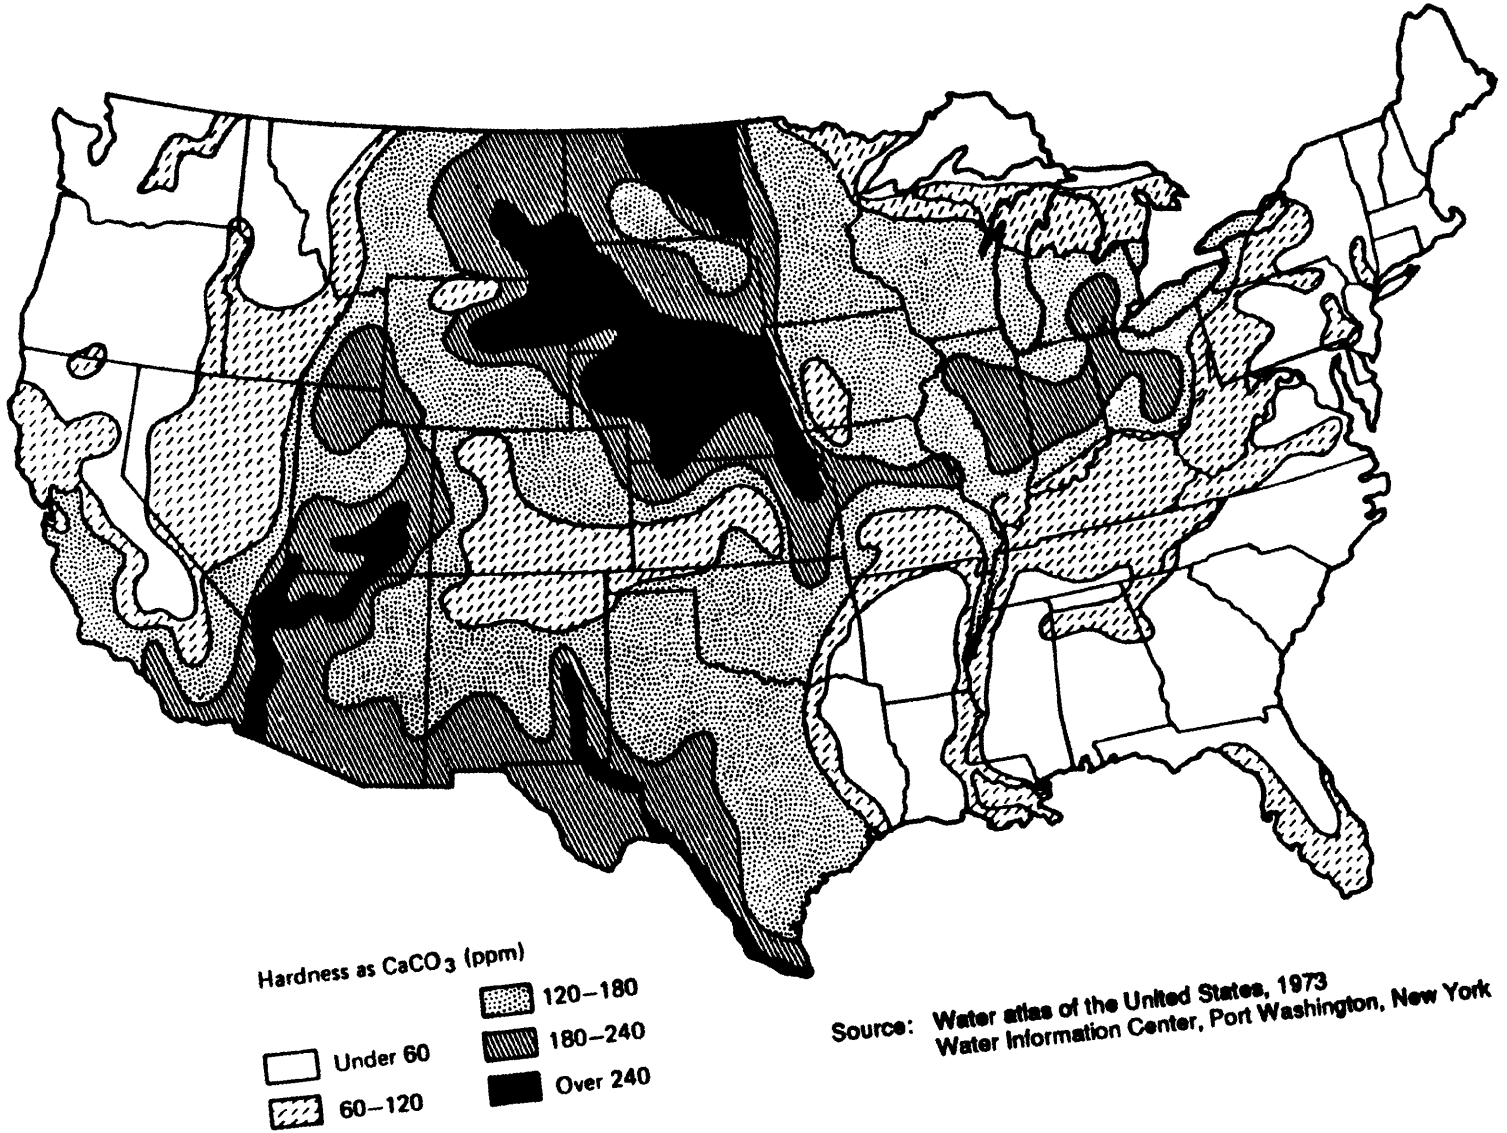 Hardness as CaCO3 (ppm)
Under 60
60–120
120–180
180–240
Over 240
Source: Water atlas of the United States, 1973
Water Information Center, Port Washington, New York